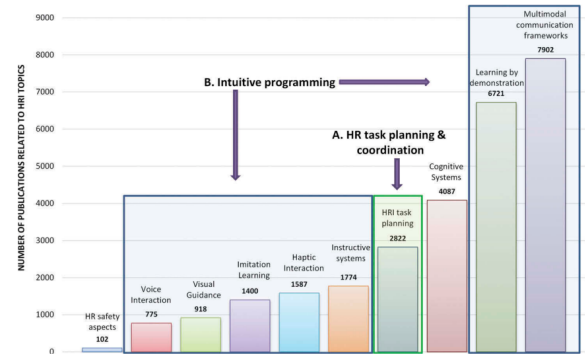 NUMBER OF PUBLICATIONS RELATED TO HRI TOPICS
9000
8000
7000
6000
5000
4000
3000
2000
1000
0
B. Intuitive programming
A. HR task planning &
coordination
HR safety
aspects
102
Voice
Interaction
775
Visual
Guidance
918
Imitation
Learning
1400
Haptic
Interaction
1587
Instructive
systems
1774
HRI task
planning
2822
Cognitive
Systems
4087
Learning by
demonstration
6721
Multimodal
communication
frameworks
7902